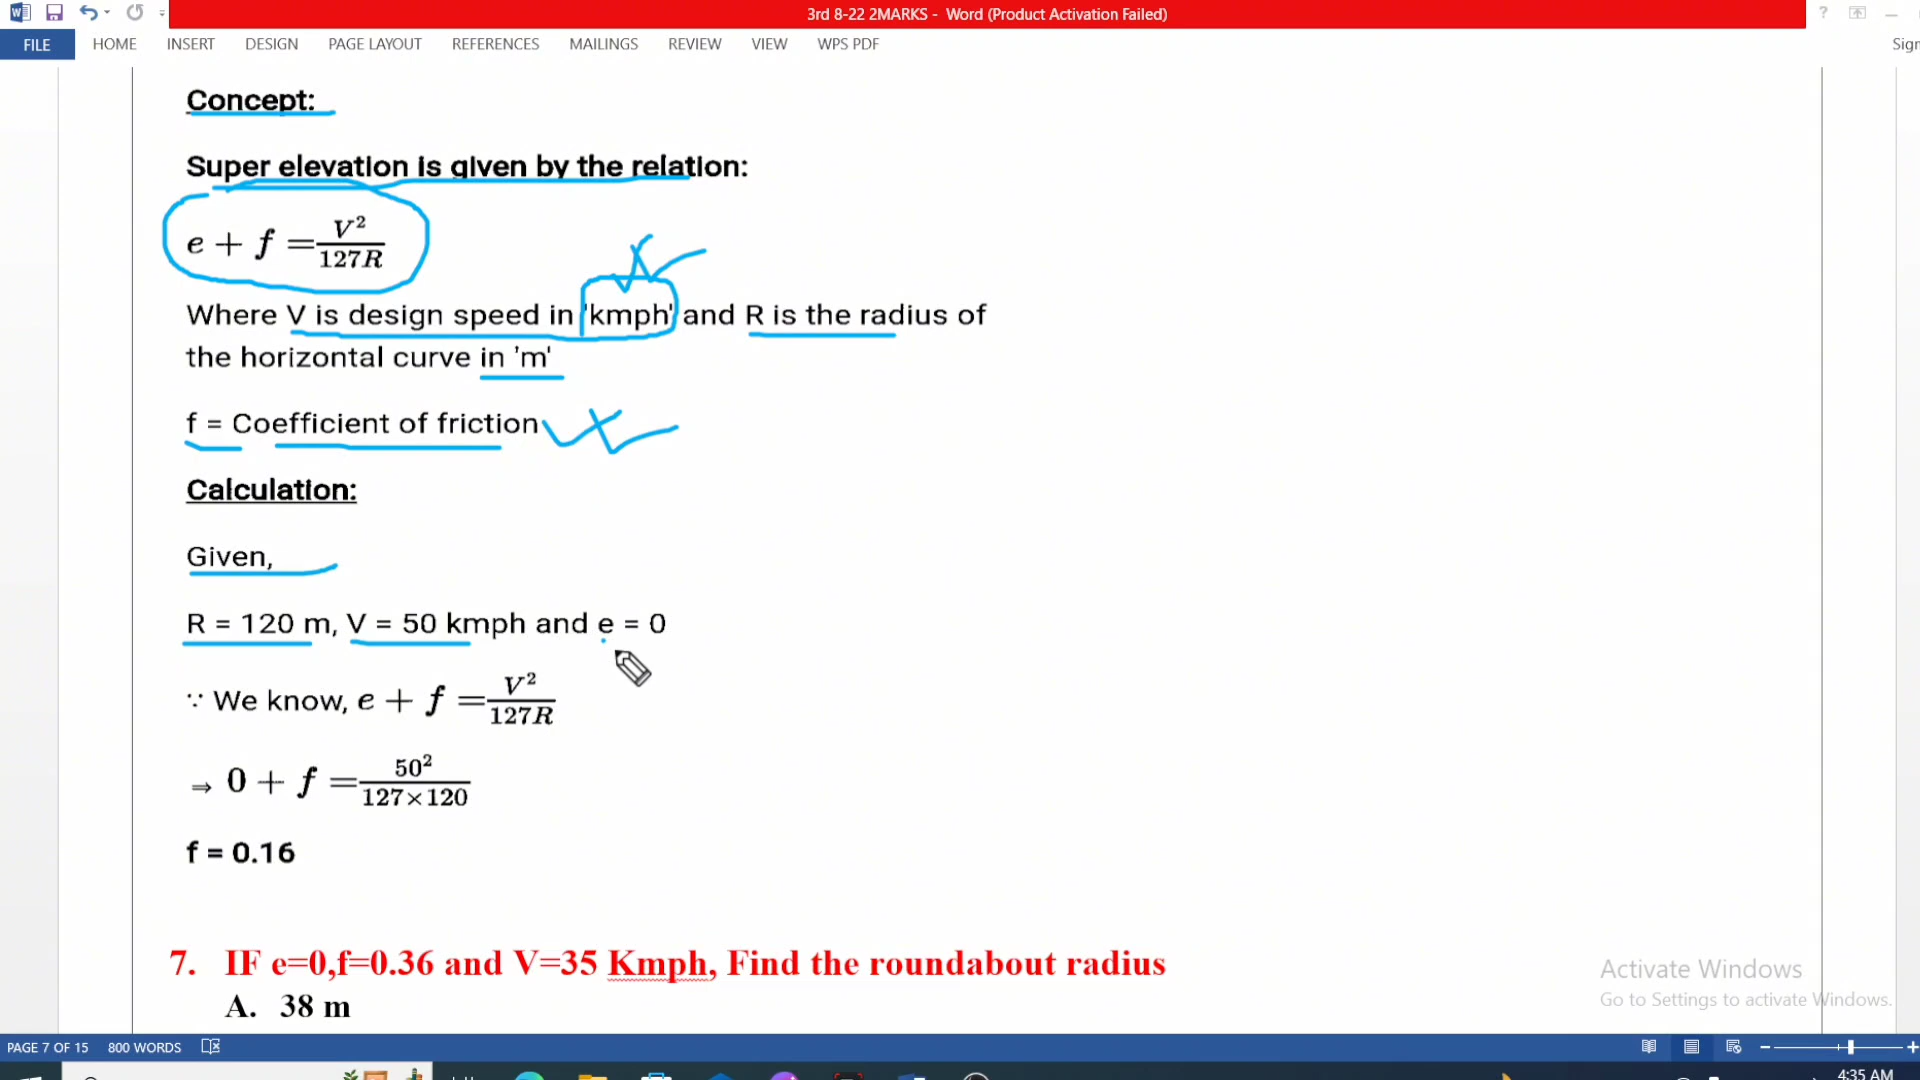 3rd 8-22 2MARKS - Word (Product Activation Failed)
FILE HOME INSERT DESIGN PAGE LAYOUT REFERENCES MAILINGS REVIEW VIEW WPS PDF Sign
Concept:
Super elevation is given by the relation:
e + f = V²/127R
Where V is design speed in 'kmph' and R is the radius of
the horizontal curve in 'm'
f = Coefficient of friction
Calculation:
Given,
R = 120 m, V = 50 kmph and e = 0
∵ We know, e + f = V²/127R
⇒ 0 + f = 50²/127×120
f = 0.16
7. IF e=0,f=0.36 and V=35 Kmph, Find the roundabout radius
A. 38 m
Activate Windows
Go to Settings to activate Windows.
PAGE 7 OF 15 800 WORDS
4:35 AM